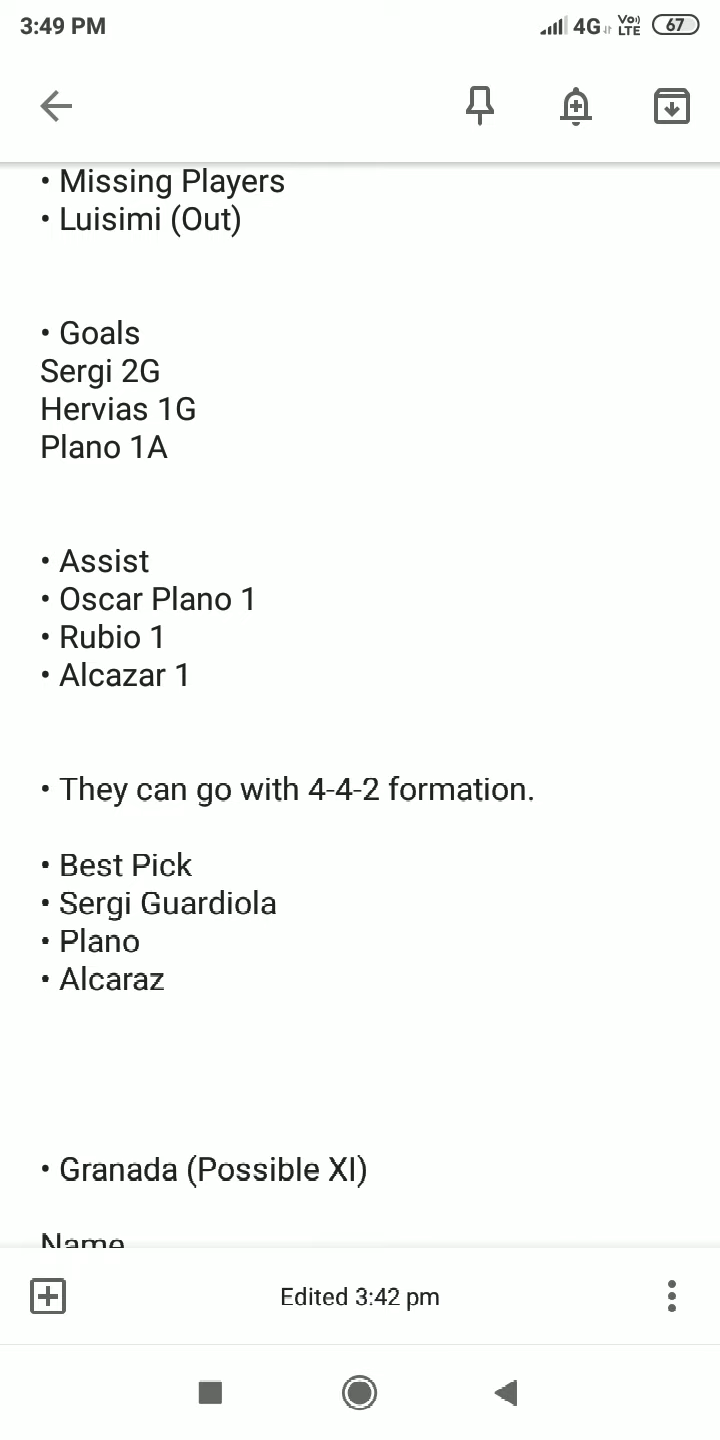 3:49 PM
4G Vo) LTE 67
• Missing Players
• Luisimi (Out)
• Goals
Sergi 2G
Hervias 1G
Plano 1A
• Assist
• Oscar Plano 1
• Rubio 1
• Alcazar 1
• They can go with 4-4-2 formation.
• Best Pick
• Sergi Guardiola
• Plano
• Alcaraz
• Granada (Possible XI)
Name
Edited 3:42 pm